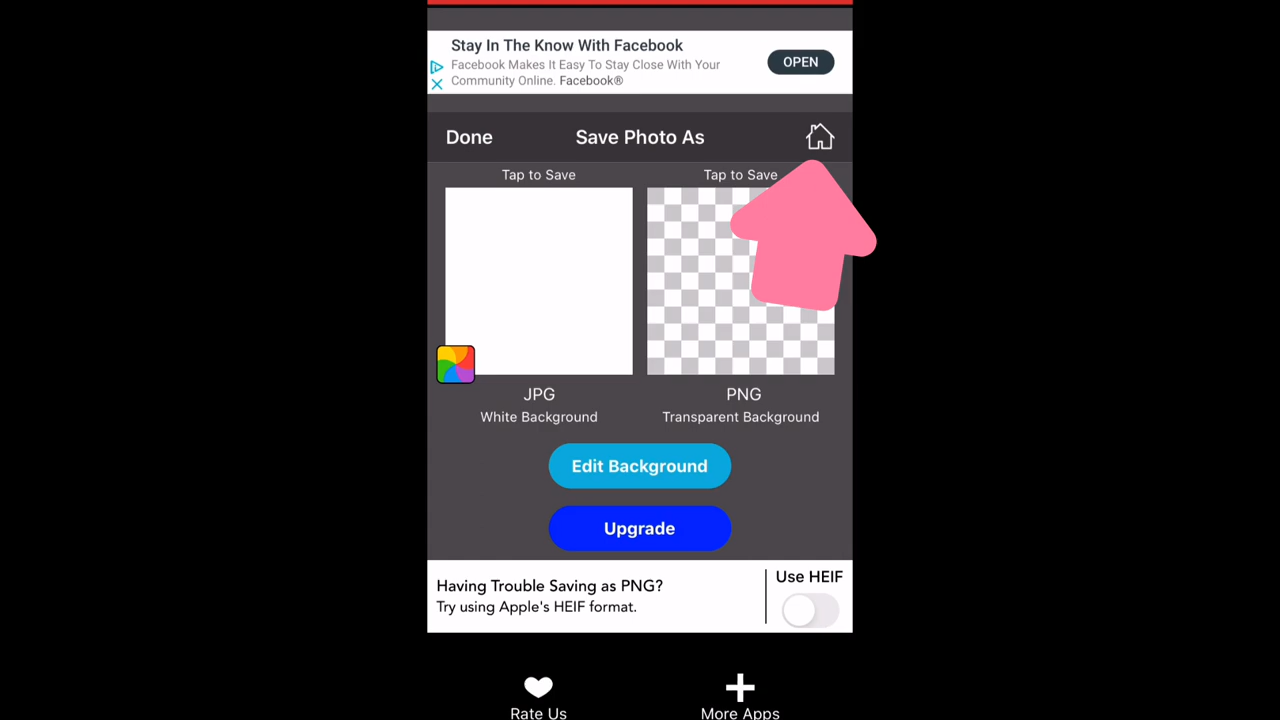 Stay In The Know With Facebook
Facebook Makes It Easy To Stay Close With Your
Community Online. Facebook®
OPEN
Done
Save Photo As
Tap to Save
Tap to Save
JPG
White Background
PNG
Transparent Background
Edit Background
Upgrade
Having Trouble Saving as PNG?
Try using Apple's HEIF format.
Use HEIF
Rate Us
More Apps